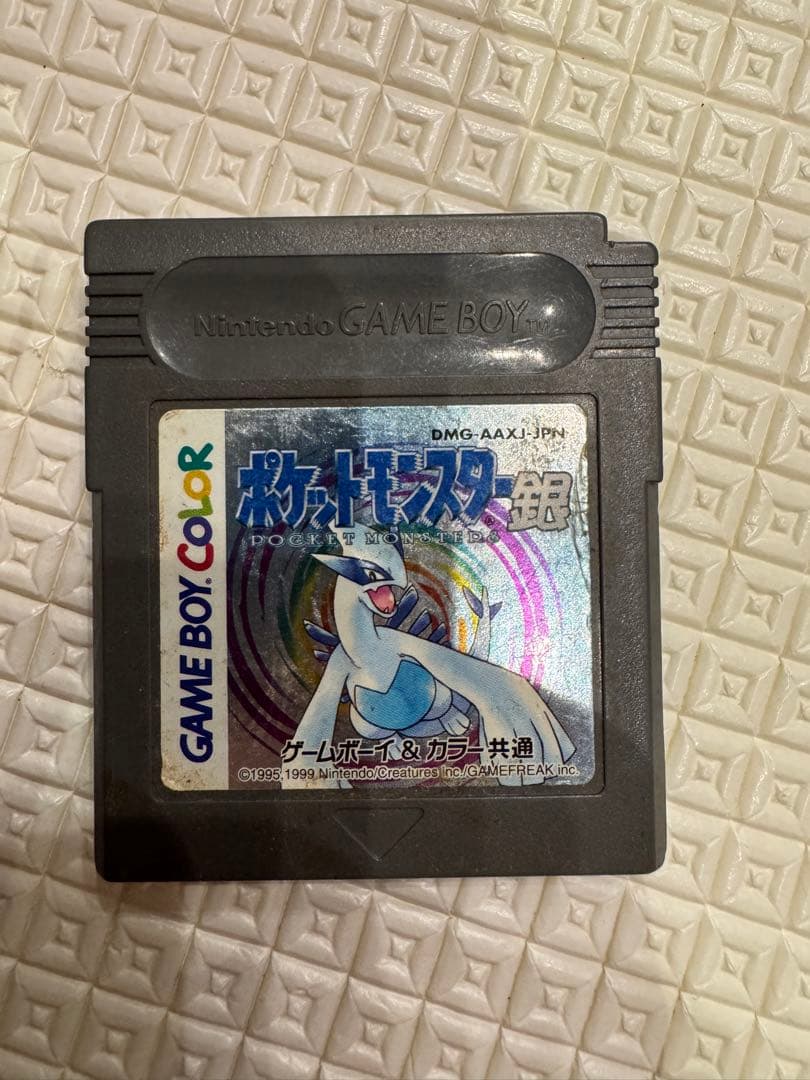 Nintendo GAME BOY TM
DMG-AAXJ-JPN
ポケットモンスター銀
POCKET MONSTERS
GAME BOY COLOR
ゲームボーイ & カラー共通
©1995,1999 Nintendo/Creatures inc./GAMEFREAK inc.